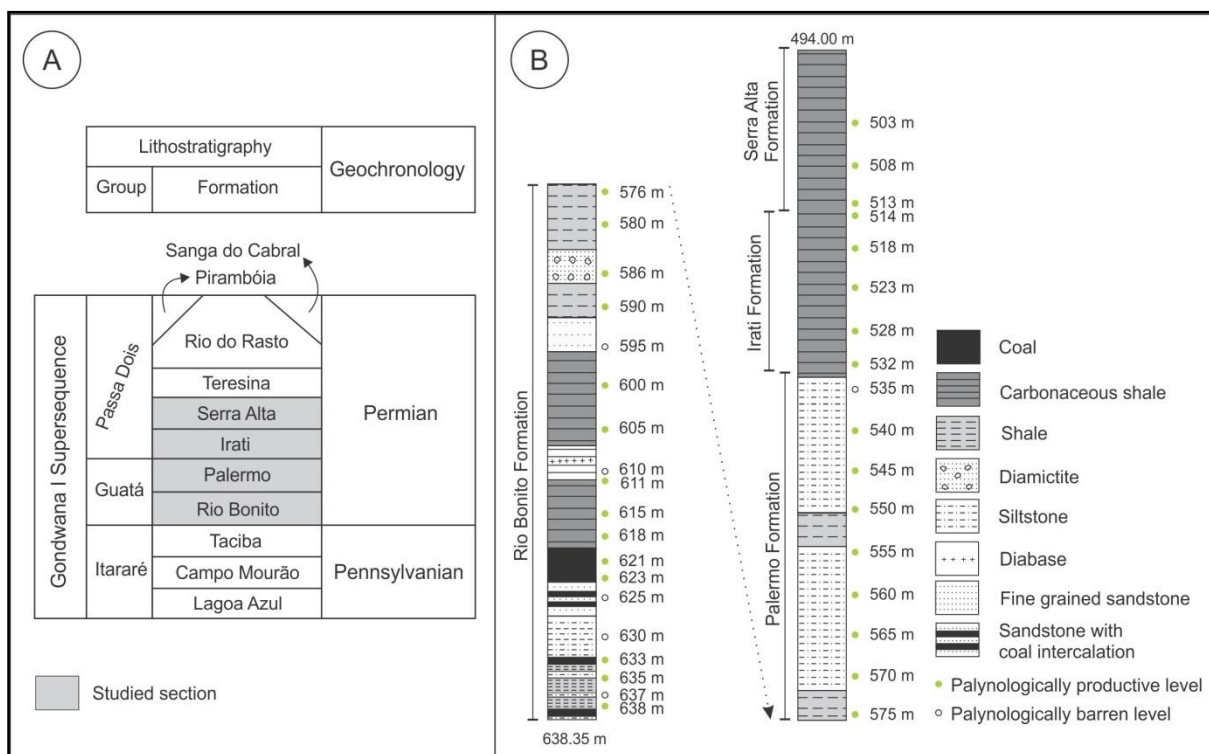 A
Lithostratigraphy
Geochronology
Group
Formation
Sanga do Cabral
Pirambóia
Gondwana I Supersequence
Passa Dois
Rio do Rasto
Teresina
Serra Alta
Irati
Permian
Guatá
Palermo
Rio Bonito
Itararé
Taciba
Campo Mourão
Lagoa Azul
Pennsylvanian
Studied section
B
Rio Bonito Formation
576 m
580 m
586 m
590 m
595 m
600 m
605 m
610 m
611 m
615 m
618 m
621 m
623 m
625 m
630 m
633 m
635 m
637 m
638 m
638.35 m
494.00 m
Serra Alta
Formation
Irati Formation
Palermo Formation
503 m
508 m
513 m
514 m
518 m
523 m
528 m
532 m
535 m
540 m
545 m
550 m
555 m
560 m
565 m
570 m
575 m
Coal
Carbonaceous shale
Shale
Diamictite
Siltstone
Diabase
Fine grained sandstone
Sandstone with
coal intercalation
Palynologically productive level
Palynologically barren level